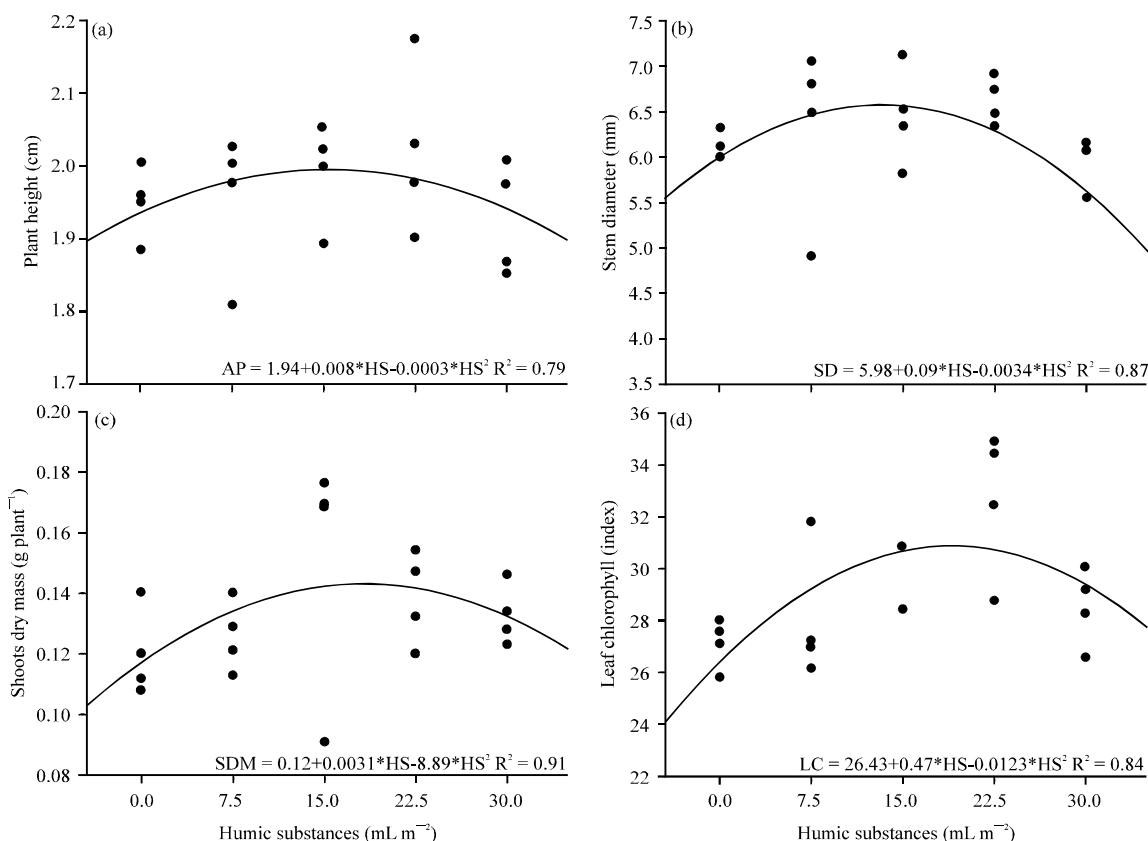 (a)
2.2
2.1
2.0
1.9
1.8
1.7
Plant height (cm)
AP = 1.94+0.008*HS-0.0003*HS² R² = 0.79
(b)
7.5
7.0
6.5
6.0
5.5
5.0
4.5
4.0
3.5
Stem diameter (mm)
SD = 5.98+0.09*HS-0.0034*HS² R² = 0.87
(c)
0.20
0.18
0.16
0.14
0.12
0.10
0.08
Shoots dry mass (g plant⁻¹)
SDM = 0.12+0.0031*HS-8.89*HS² R² = 0.91
0.0 7.5 15.0 22.5 30.0
Humic substances (mL m⁻²)
(d)
36
34
32
30
28
26
24
22
Leaf chlorophyll (index)
LC = 26.43+0.47*HS-0.0123*HS² R² = 0.84
0.0 7.5 15.0 22.5 30.0
Humic substances (mL m⁻²)